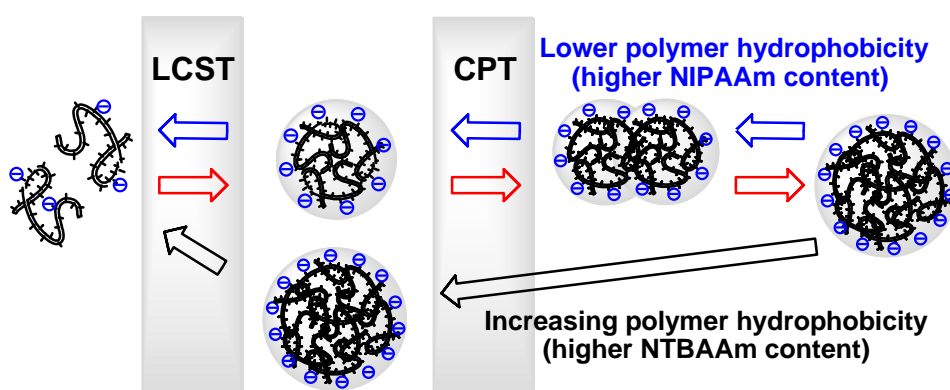 LCST
CPT
Lower polymer hydrophobicity
(higher NIPAAm content)
Increasing polymer hydrophobicity
(higher NTBAAm content)